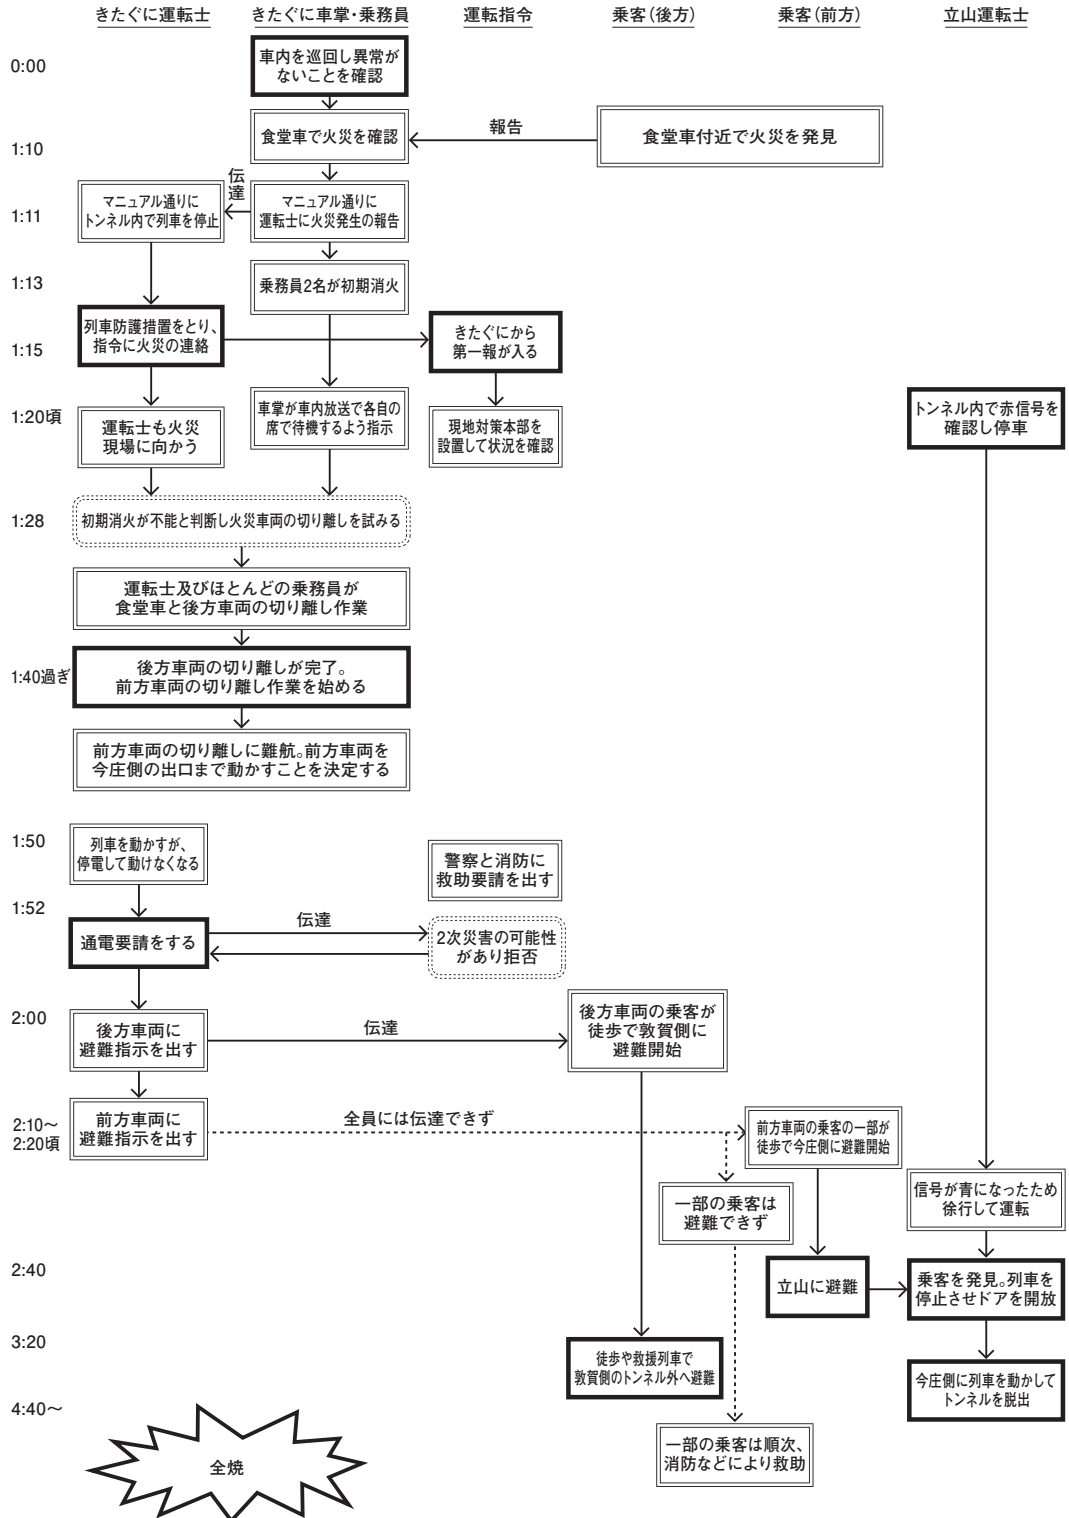 きたぐに運転士
きたぐに車掌・乗務員
運転指令
乗客（後方）
乗客（前方）
立山運転士
0:00
車内を巡回し異常が
ないことを確認
1:10
食堂車で火災を確認
報告
食堂車付近で火災を発見
伝達
1:11
マニュアル通りに
トンネル内で列車を停止
マニュアル通りに
運転士に火災発生の報告
1:13
乗務員2名が初期消火
1:15
列車防護措置をとり、
指令に火災の連絡
きたぐにから
第一報が入る
1:20頃
運転士も火災
現場に向かう
車掌が車内放送で各自の
席で待機するよう指示
現地対策本部を
設置して状況を確認
トンネル内で赤信号を
確認し停車
1:28
初期消火が不能と判断し火災車両の切り離しを試みる
運転士及びほとんどの乗務員が
食堂車と後方車両の切り離し作業
1:40過ぎ
後方車両の切り離しが完了。
前方車両の切り離し作業を始める
前方車両の切り離しに難航。前方車両を
今庄側の出口まで動かすことを決定する
1:50
列車を動かすが、
停電して動けなくなる
警察と消防に
救助要請を出す
1:52
通電要請をする
伝達
2次災害の可能性
があり拒否
2:00
後方車両に
避難指示を出す
伝達
後方車両の乗客が
徒歩で敦賀側に
避難開始
2:10〜
2:20頃
前方車両に
避難指示を出す
全員には伝達できず
前方車両の乗客の一部が
徒歩で今庄側に避難開始
一部の乗客は
避難できず
信号が青になったため
徐行して運転
2:40
立山に避難
乗客を発見。列車を
停止させドアを開放
3:20
徒歩や救援列車で
敦賀側のトンネル外へ避難
今庄側に列車を動かして
トンネルを脱出
4:40〜
全焼
一部の乗客は順次、
消防などにより救助